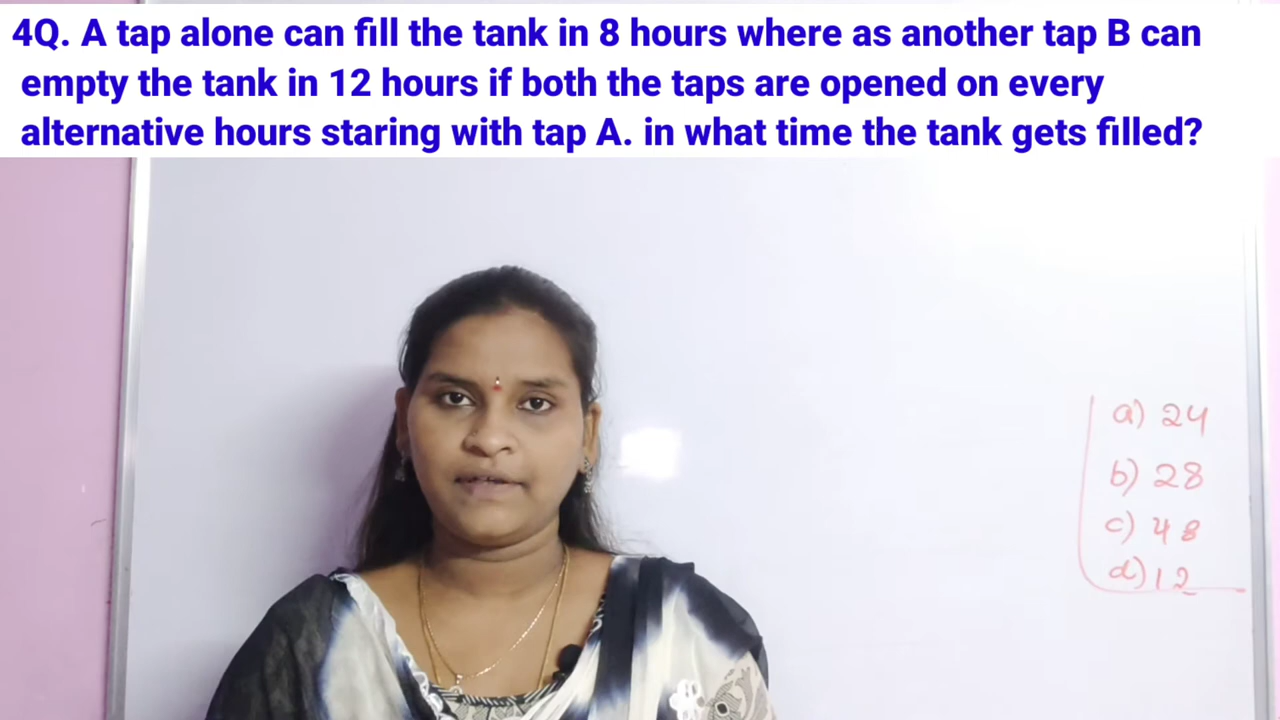 4Q. A tap alone can fill the tank in 8 hours where as another tap B can
empty the tank in 12 hours if both the taps are opened on every
alternative hours staring with tap A. in what time the tank gets filled?
a) 24
b) 28
c) 48
d) 12